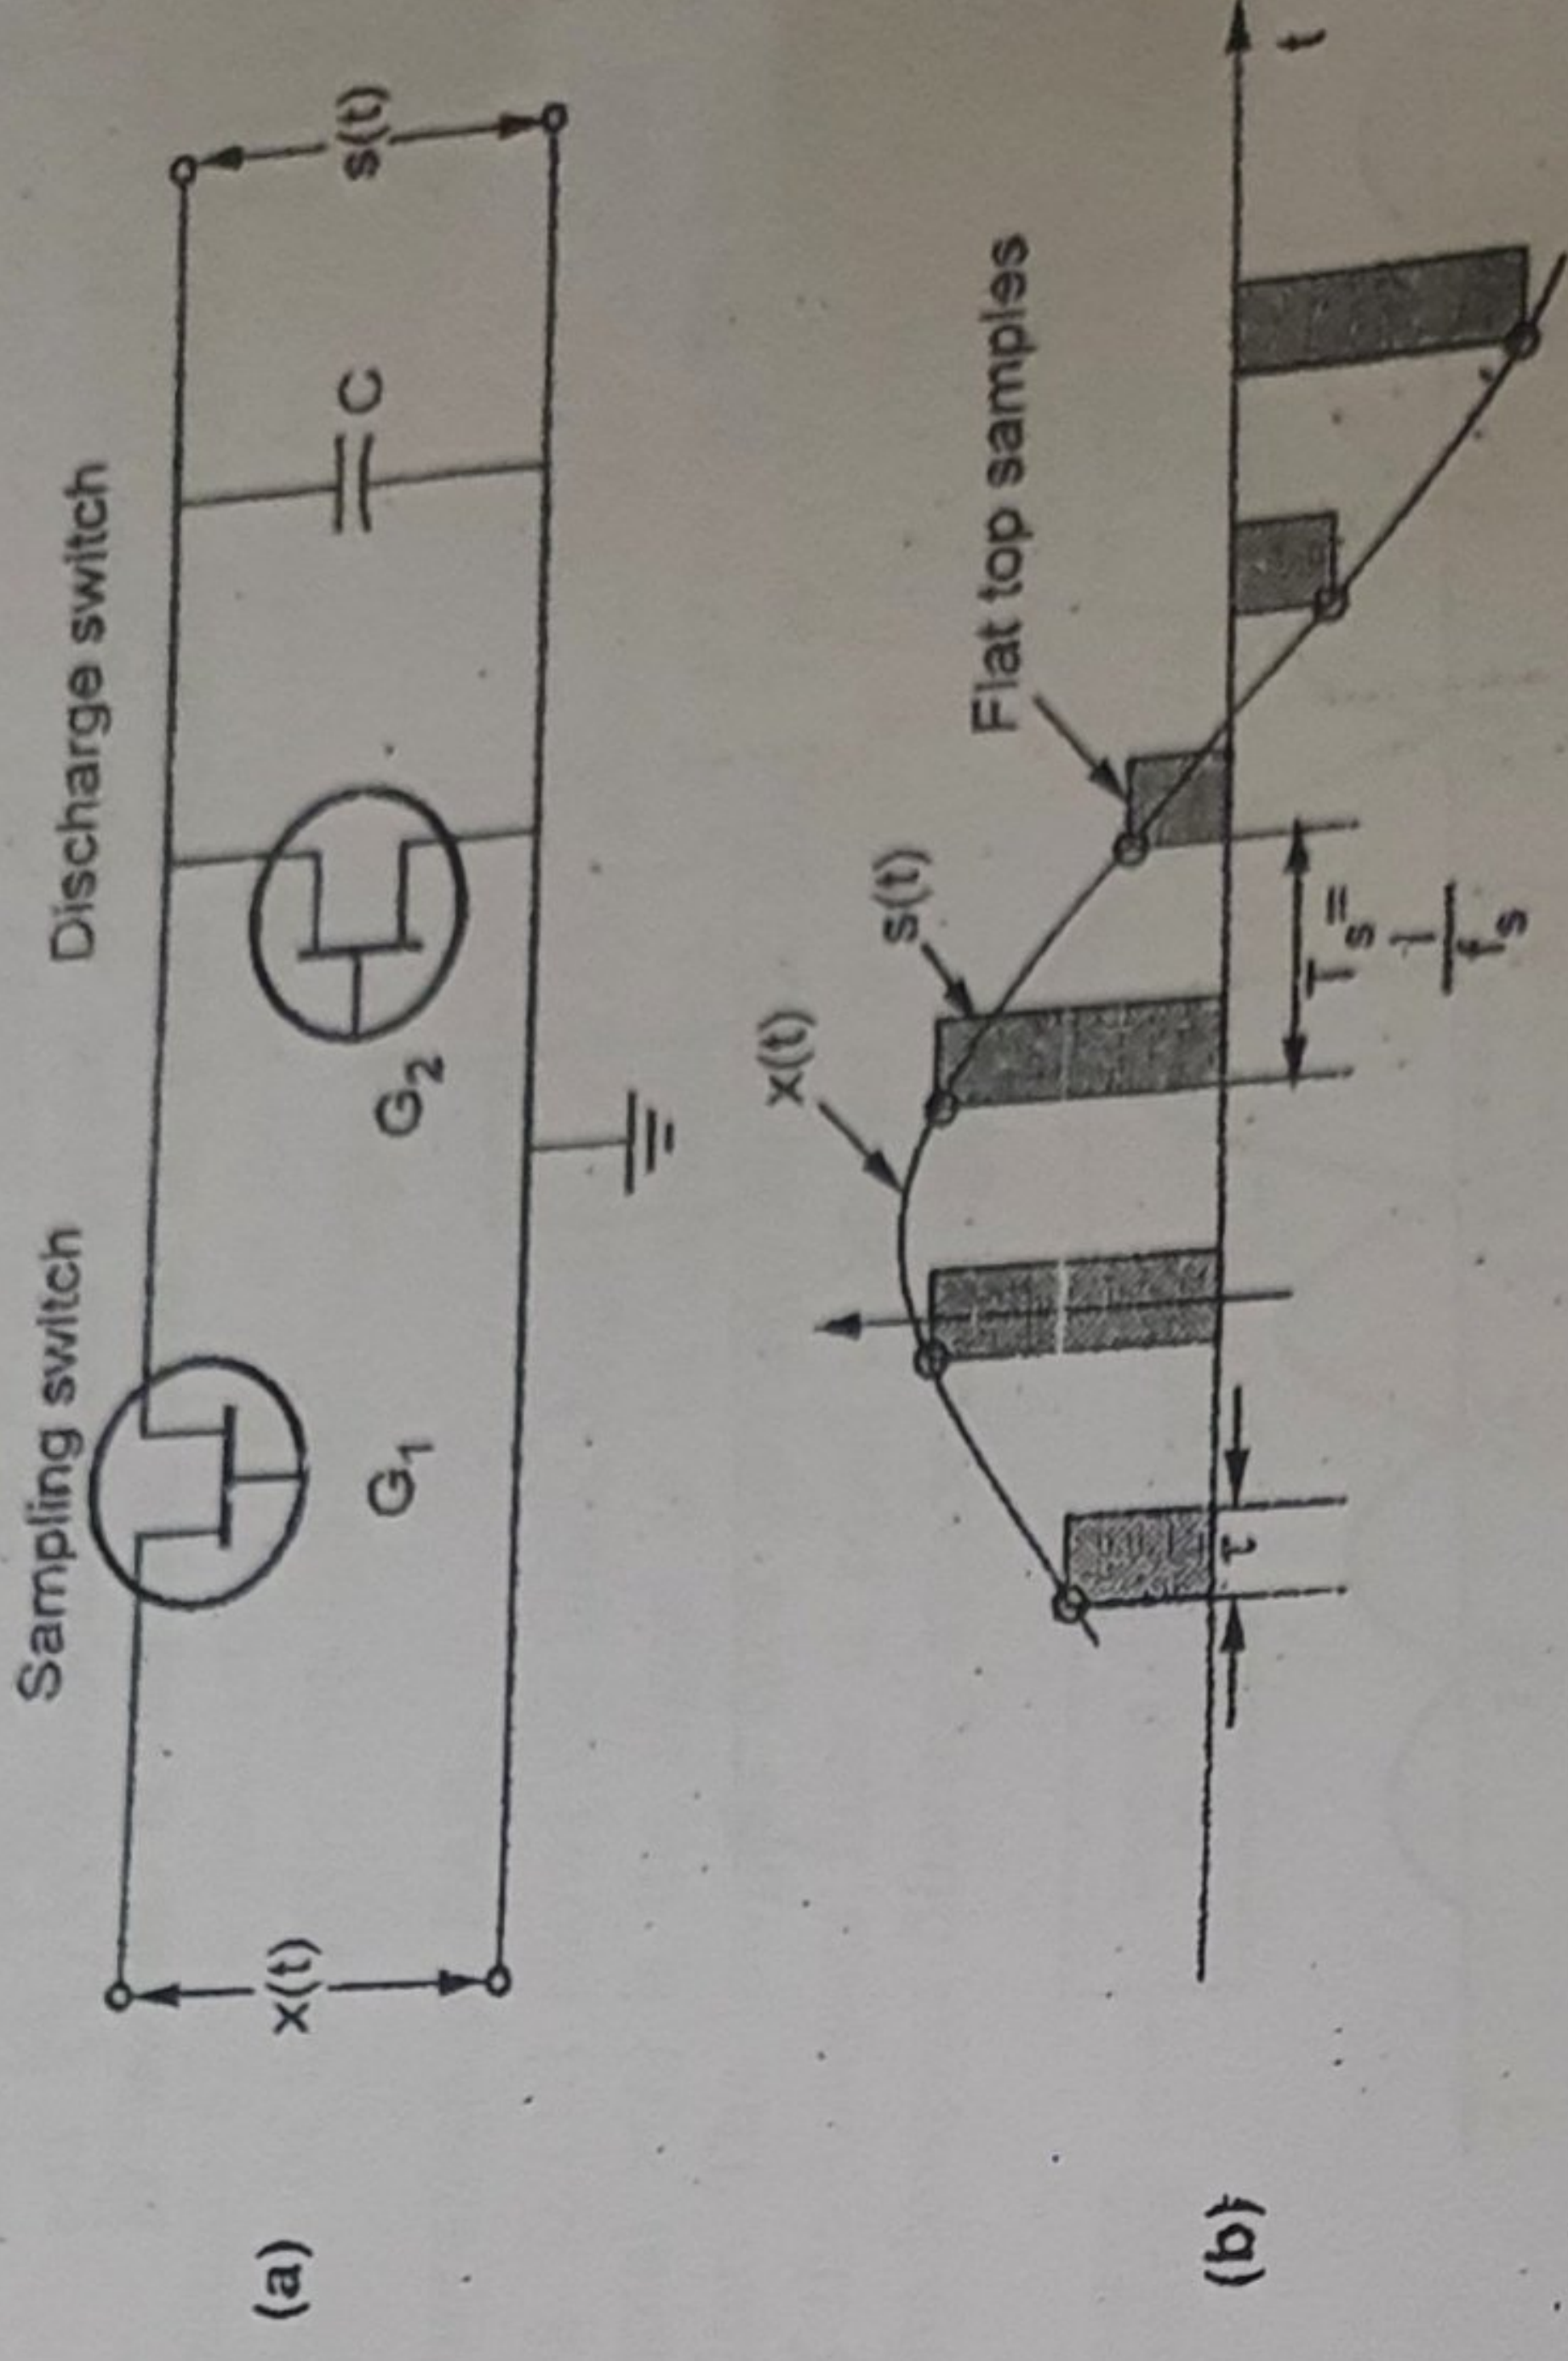 Sampling switch
Discharge switch
(a)
x(t)
G1
G2
C
s(t)
(b)
x(t)
s(t)
Flat top samples
τ
Ts =
1
fs
t